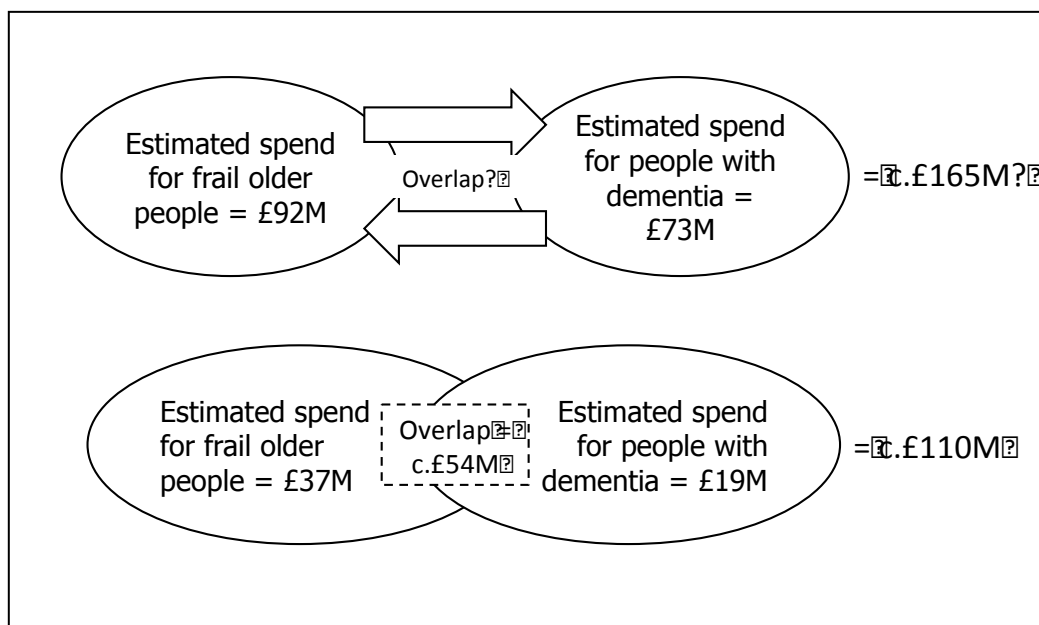 Estimated spend
for frail older
people = £92M
Overlap?
Estimated spend
for people with
dementia =
£73M
= c.£165M?
Estimated spend
for frail older
people = £37M
Overlap =
c.£54M
Estimated spend
for people with
dementia = £19M
= c.£110M